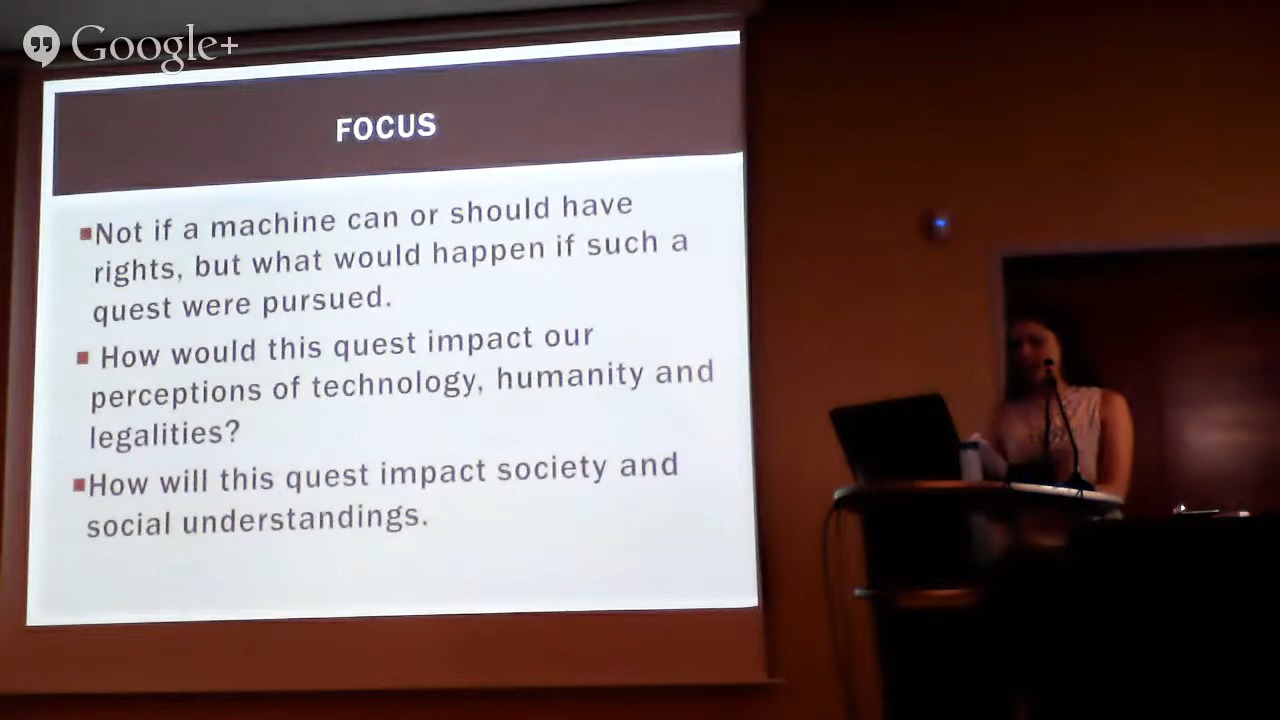 Google+
FOCUS
Not if a machine can or should have
rights, but what would happen if such a
quest were pursued.
How would this quest impact our
perceptions of technology, humanity and
legalities?
How will this quest impact society and
social understandings.